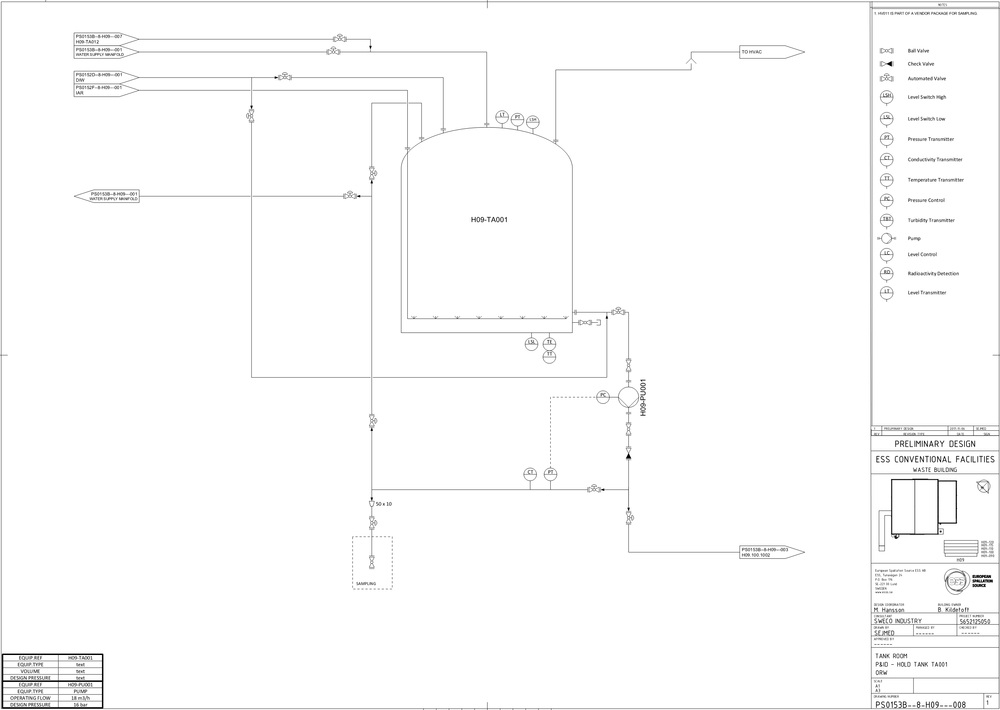 NOTES
1. HV011 IS PART OF A VENDOR PACKAGE FOR SAMPLING.
PS0153B--8-H09---007
H09-TA012
PS0153B--8-H09---001
WATER SUPPLY MANIFOLD
PS0152D--8-H09---001
DIW
PS0152F--8-H09---001
IAR
TO HVAC
LT
PT
LSH
PS0153B--8-H09---001
WATER SUPPLY MANIFOLD
H09-TA001
LSL
TE
TT
PC
H09-PU001
CT
PT
50 x 10
SAMPLING
PS0153B--8-H09---003
H09.100.1002
Ball Valve
Check Valve
Automated Valve
LSH Level Switch High
LSL Level Switch Low
PT Pressure Transmitter
CT Conductivity Transmitter
TT Temperature Transmitter
PC Pressure Control
TBT Turbidity Transmitter
Pump
LC Level Control
RD Radioactivity Detection
LT Level Transmitter
1 PRELIMINARY DESIGN 2017-11-06 SEJMED
REV REVISION TYPE DATE SIGN
PRELIMINARY DESIGN
ESS CONVENTIONAL FACILITIES
WASTE BUILDING
H09-120
H09-115
H09-110
H09-100
H09-090
H09
European Spallation Source ESS AB
ESS, Tunavägen 24
P.O. Box 176
SE-221 00 Lund
SWEDEN
www.esss.se
ess
EUROPEAN
SPALLATION
SOURCE
DESIGN COORDINATOR BUILDING OWNER
M. Hansson B. Kildetoft
CONSULTANT PROJECT NUMBER
SWECO INDUSTRY 5652125050
DRAWN BY MANAGED BY CHECKED BY
SEJMED ------ ------
APPROVED BY
------
TANK ROOM
P&ID - HOLD TANK TA001
ORW
SCALE
A1
A3
DRAWING NUMBER REV
PS0153B--8-H09---008 1
EQUIP.REF H09-TA001
EQUIP.TYPE text
VOLUME text
DESIGN PRESSURE text
EQUIP.REF H09-PU001
EQUIP.TYPE PUMP
OPERATING FLOW 18 m3/h
DESIGN PRESSURE 16 bar